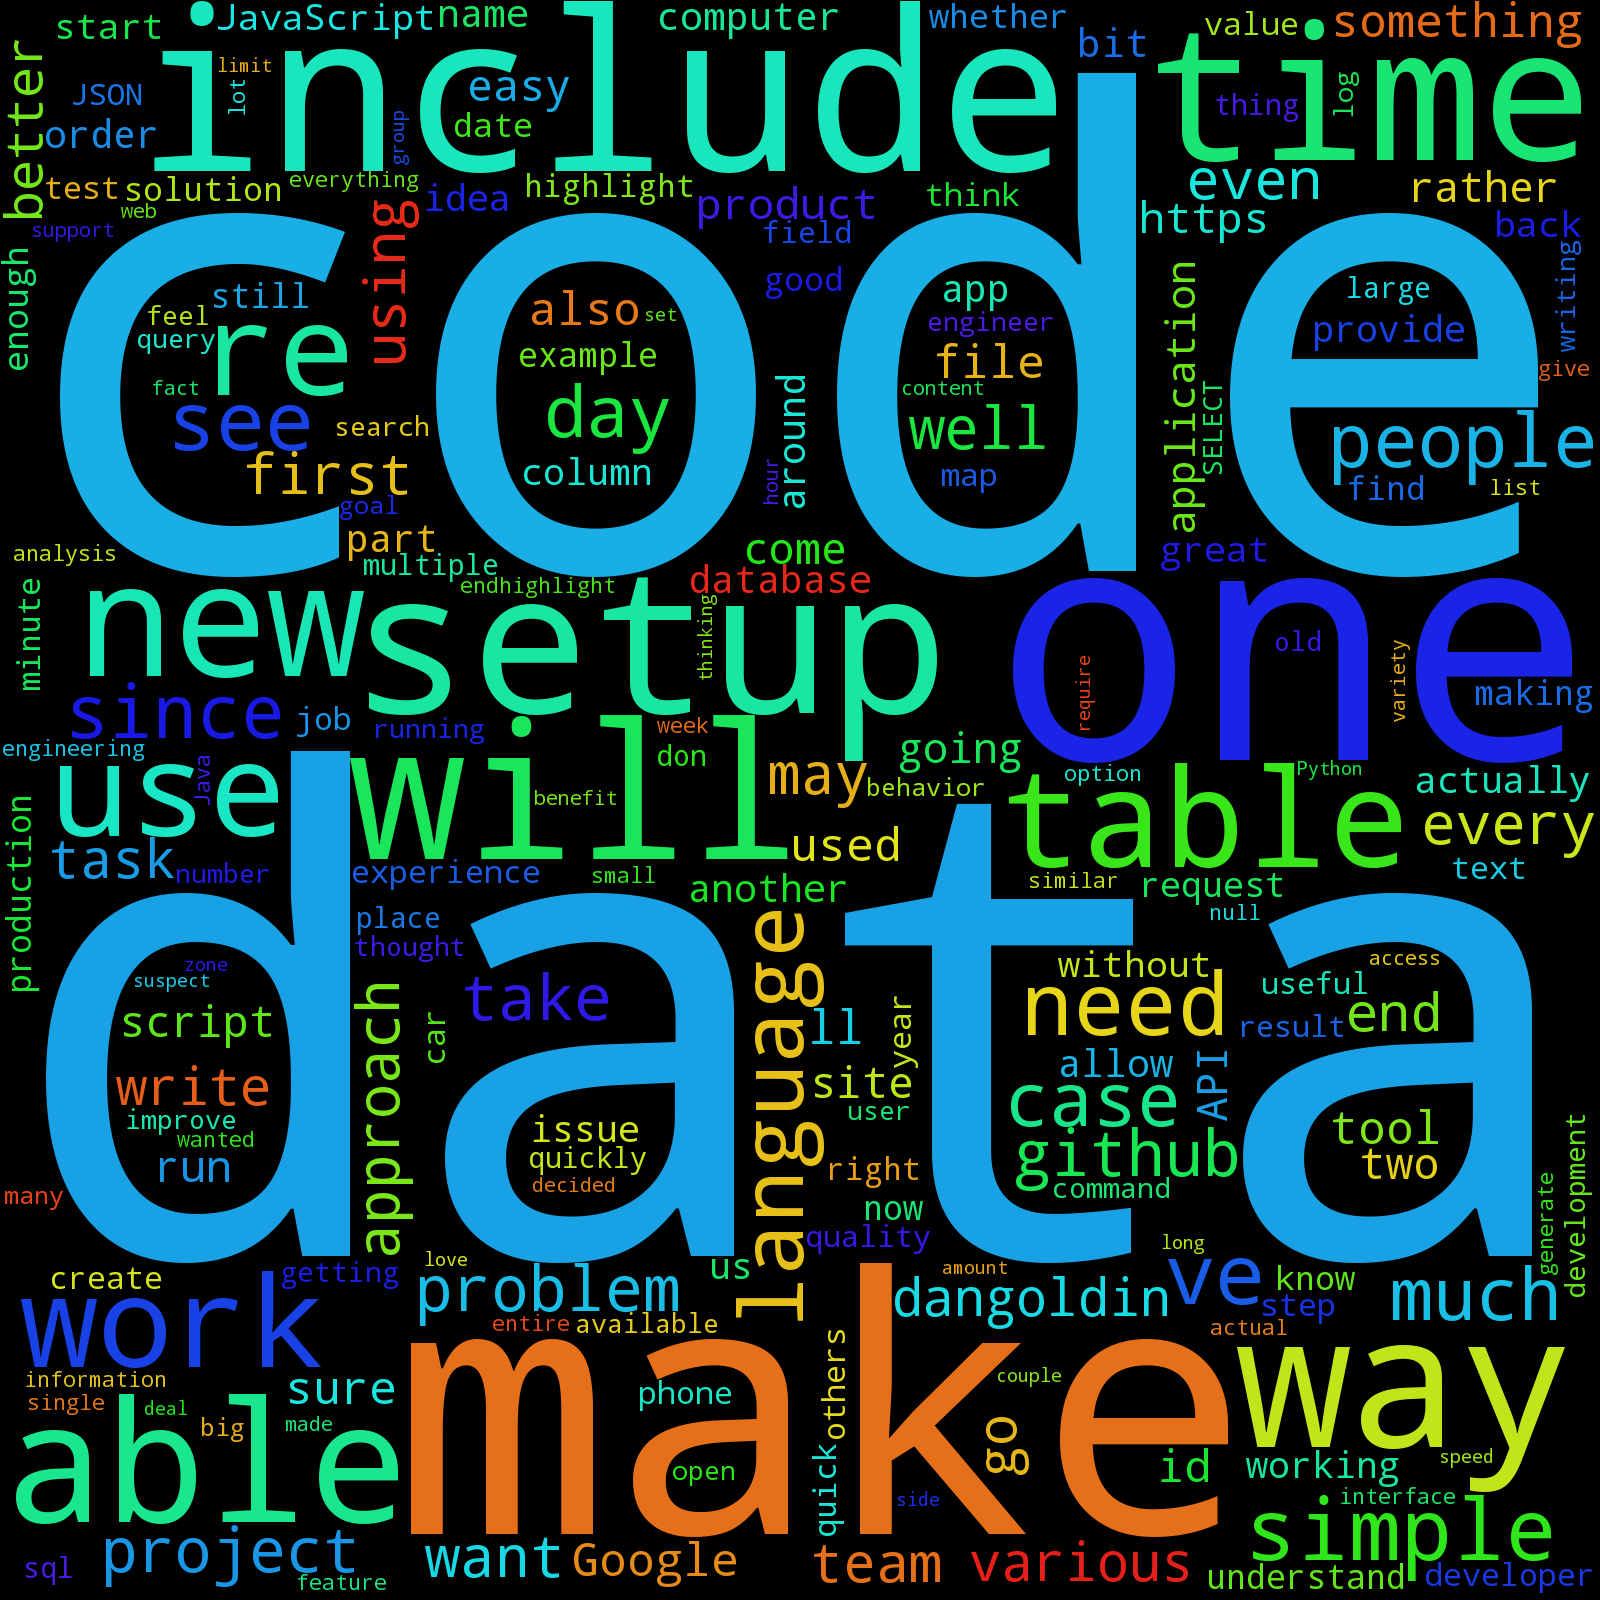 start
JavaScript
name
computer
whether
value
something
include
time
bit
limit
lot
JSON
easy
thing
log
order
date
group
better
test
solution
everything
highlight
idea
product
think
even
rather
web
support
using
field
https
back
code
enough
still
feel
query
re
fact
see
search
first
goal
part
also
set
example
day
column
good
app
engineer
file
content
well
map
around
hour
application
SELECT
large
provide
writing
give
people
find
list
analysis
multiple
endhighlight
come
database
great
minute
new
setup
thinking
one
old
require
variety
making
since
job
running
week
don
going
engineering
Java
use
will
benefit
may
behavior
option
Python
table
actually
every
used
task
number
experience
small
another
similar
request
text
production
place
thought
null
data
zone
suspect
script
write
improve
wanted
run
many
approach
car
take
issue
quickly
decided
language
ll
year
site
user
right
now
quality
without
need
allow
API
case
github
command
access
useful
end
result
tool
two
generate
development
create
getting
love
problem
us
amount
dangoldin
long
ve
know
step
much
work
entire
available
actual
information
single
deal
big
made
sure
make
phone
others
couple
way
able
open
quick
go
side
id
working
speed
interface
simple
project
sql
feature
want
Google
team
various
understand
developer